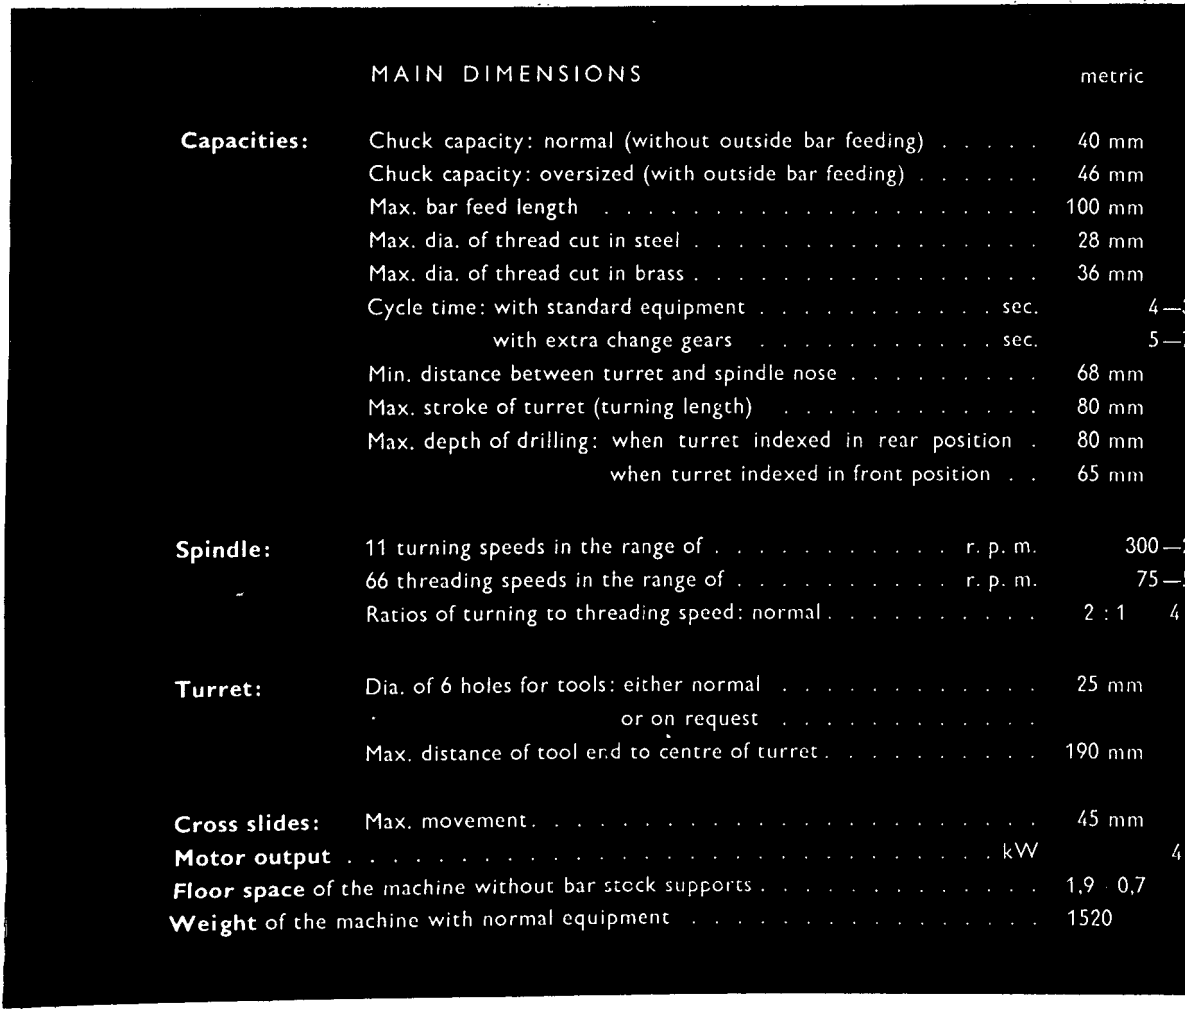 MAIN DIMENSIONS metric
Capacities: Chuck capacity: normal (without outside bar feeding) . . . . . 40 mm
Chuck capacity: oversized (with outside bar feeding) . . . . . . 46 mm
Max. bar feed length . . . . . . . . . . . . . . . . . 100 mm
Max. dia. of thread cut in steel . . . . . . . . . . . . . . 28 mm
Max. dia. of thread cut in brass . . . . . . . . . . . . . . 36 mm
Cycle time: with standard equipment . . . . . . . . . . . sec. 4—
with extra change gears . . . . . . . . . . . sec. 5—
Min. distance between turret and spindle nose . . . . . . . . . 68 mm
Max. stroke of turret (turning length) . . . . . . . . . . . 80 mm
Max. depth of drilling: when turret indexed in rear position . 80 mm
when turret indexed in front position . . 65 mm
Spindle: 11 turning speeds in the range of . . . . . . . . . . . r. p. m. 300—
66 threading speeds in the range of . . . . . . . . . . r. p. m. 75—
Ratios of turning to threading speed: normal . . . . . . . . . . 2 : 1 4
Turret: Dia. of 6 holes for tools: either normal . . . . . . . . . . . 25 mm
or on request . . . . . . . . . . .
Max. distance of tool end to centre of turret . . . . . . . . . . 190 mm
Cross slides: Max. movement . . . . . . . . . . . . . . . . . . . 45 mm
Motor output . . . . . . . . . . . . . . . . . . . . . . . . kW 4
Floor space of the machine without bar stock supports . . . . . . . . . . . . 1,9 0,7
Weight of the machine with normal equipment . . . . . . . . . . . . . . . 1520